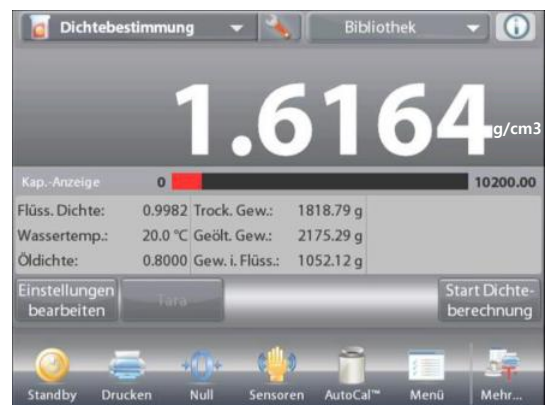 Dichtebestimmung Bibliothek
1.6164 g/cm3
Kap.-Anzeige 0 10200.00
Flüss. Dichte: 0.9982 Trock. Gew.: 1818.79 g
Wassertemp.: 20.0 °C Geölt. Gew.: 2175.29 g
Öldichte: 0.8000 Gew. i. Flüss.: 1052.12 g
Einstellungen bearbeiten
Tara
Start Dichte-berechnung
Standby Drucken Null Sensoren AutoCal™ Menü Mehr...